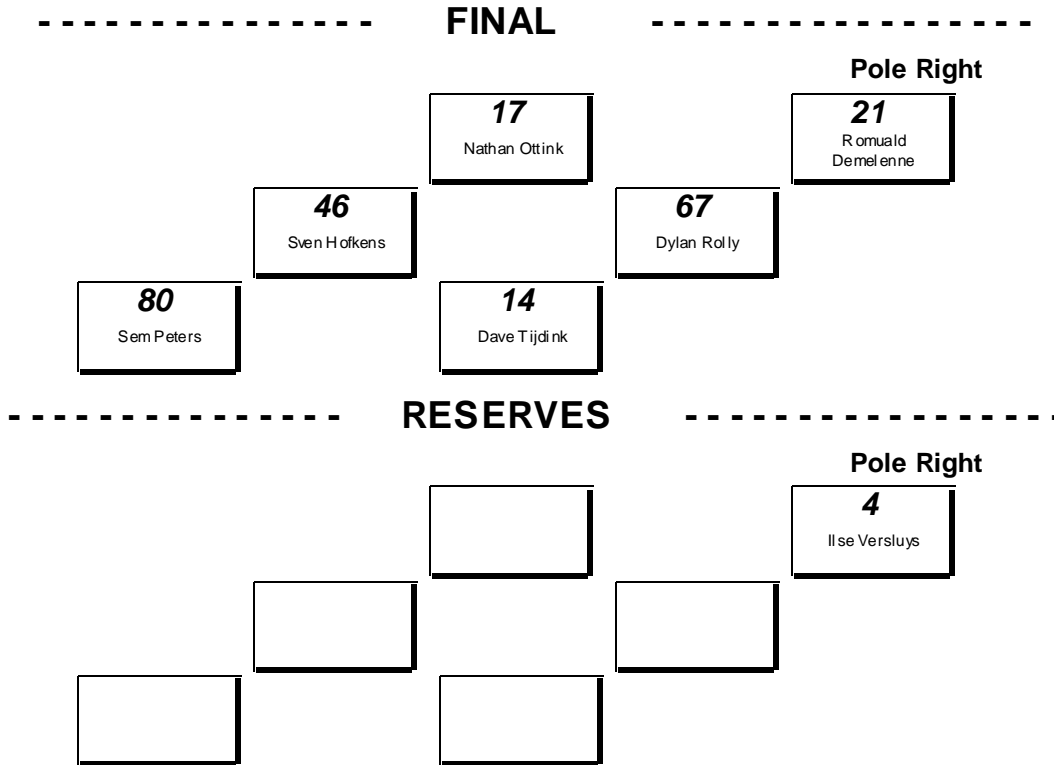 - - - - - - - - - - - - - - - FINAL - - - - - - - - - - - - - - - - -
Pole Right
17
Nathan Ottink
21
Romuald
Demelenne
46
Sven Hofkens
67
Dylan Rolly
80
Sem Peters
14
Dave Tijdink
- - - - - - - - - - - - - - - RESERVES - - - - - - - - - - - - - - - - -
Pole Right
4
Ilse Versluys